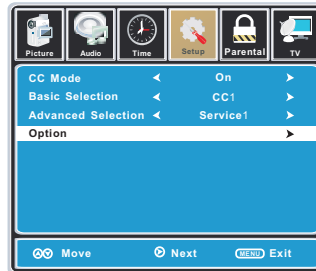 Picture Audio Time Setup Parental TV
CC Mode On
Basic Selection CC1
Advanced Selection Service1
Option
Move Next MENU Exit